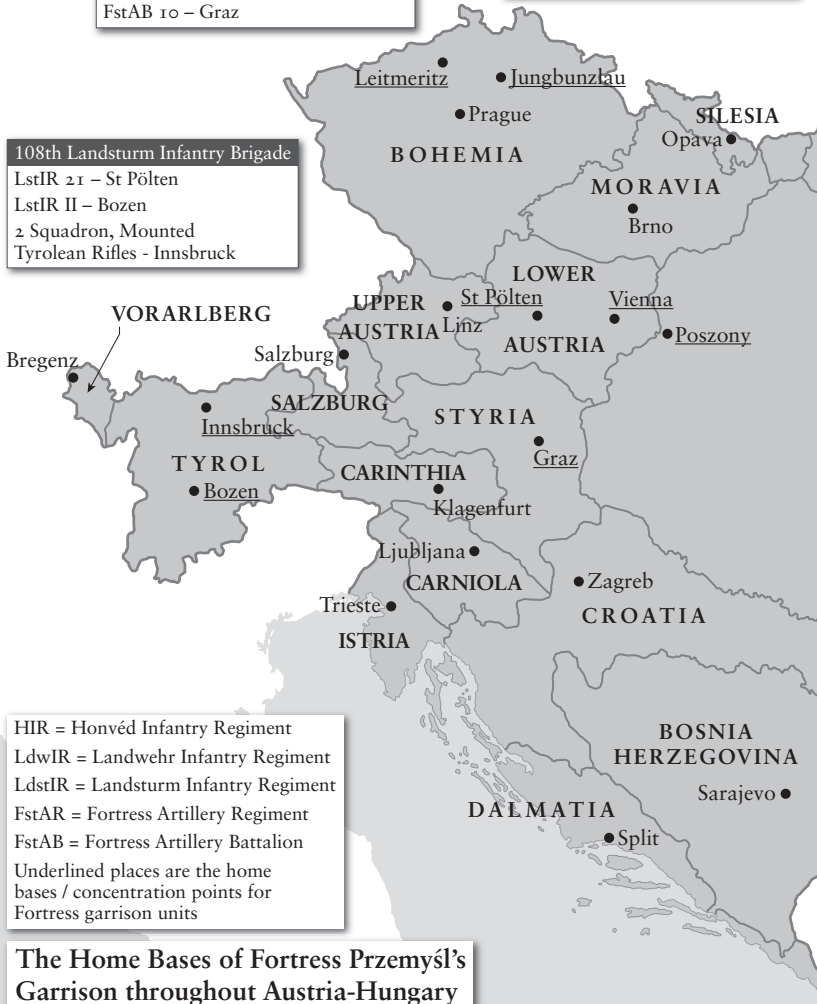 FstAB 10 – Graz
Leitmeritz
Jungbunzlau
Prague
BOHEMIA
SILESIA
Opava
MORAVIA
Brno
108th Landsturm Infantry Brigade
LstIR 21 – St Pölten
LstIR II – Bozen
2 Squadron, Mounted
Tyrolean Rifles - Innsbruck
VORARLBERG
Bregenz
UPPER
AUSTRIA
Linz
LOWER
AUSTRIA
St Pölten
Vienna
Poszony
Salzburg
SALZBURG
Innsbruck
TYROL
Bozen
STYRIA
Graz
CARINTHIA
Klagenfurt
Ljubljana
CARNIOLA
Trieste
ISTRIA
Zagreb
CROATIA
BOSNIA
HERZEGOVINA
Sarajevo
DALMATIA
Split
HIR = Honvéd Infantry Regiment
LdwIR = Landwehr Infantry Regiment
LdstIR = Landsturm Infantry Regiment
FstAR = Fortress Artillery Regiment
FstAB = Fortress Artillery Battalion
Underlined places are the home
bases / concentration points for
Fortress garrison units
The Home Bases of Fortress Przemyśl’s
Garrison throughout Austria-Hungary